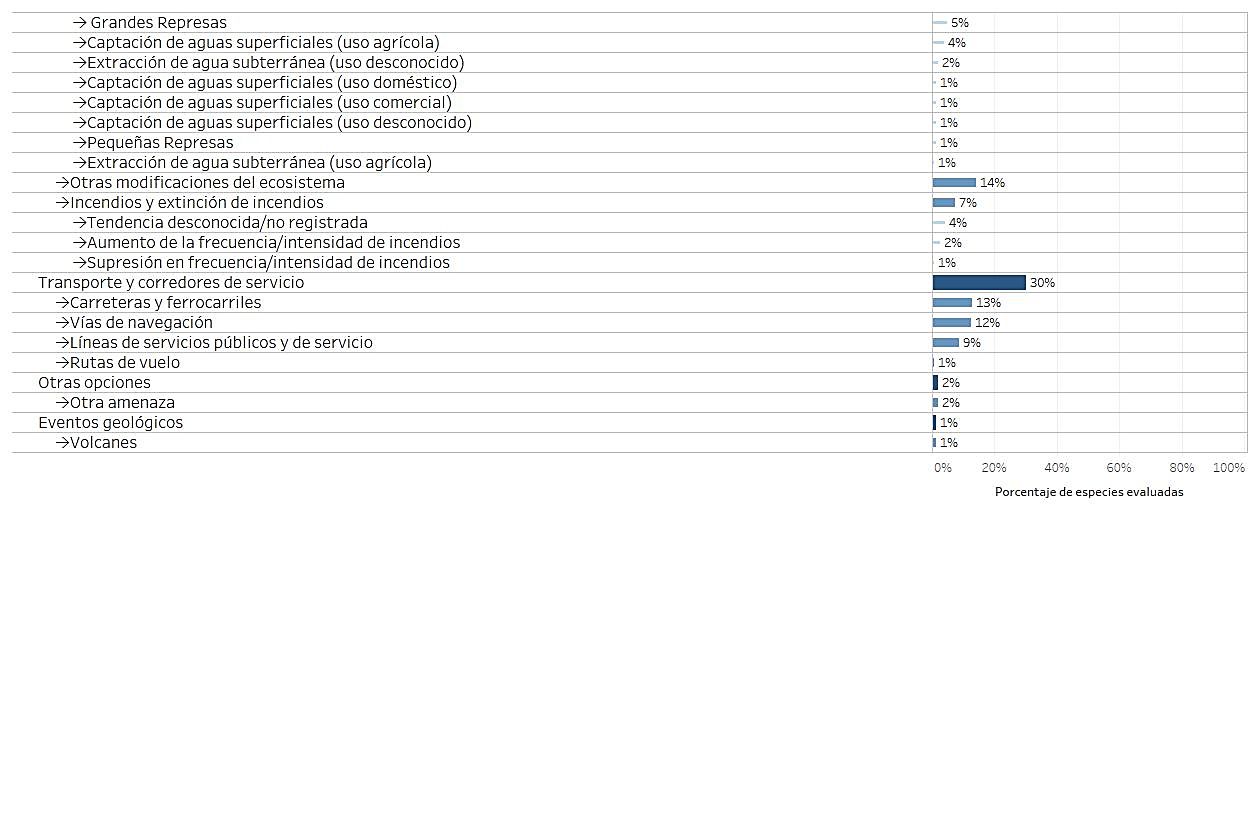 → Grandes Represas 5%
→Captación de aguas superficiales (uso agrícola) 4%
→Extracción de agua subterránea (uso desconocido) 2%
→Captación de aguas superficiales (uso doméstico) 1%
→Captación de aguas superficiales (uso comercial) 1%
→Captación de aguas superficiales (uso desconocido) 1%
→Pequeñas Represas 1%
→Extracción de agua subterránea (uso agrícola) 1%
→Otras modificaciones del ecosistema 14%
→Incendios y extinción de incendios 7%
→Tendencia desconocida/no registrada 4%
→Aumento de la frecuencia/intensidad de incendios 2%
→Supresión en frecuencia/intensidad de incendios 1%
Transporte y corredores de servicio 30%
→Carreteras y ferrocarriles 13%
→Vías de navegación 12%
→Líneas de servicios públicos y de servicio 9%
→Rutas de vuelo 1%
Otras opciones 2%
→Otra amenaza 2%
Eventos geológicos 1%
→Volcanes 1%
0% 20% 40% 60% 80% 100%
Porcentaje de especies evaluadas